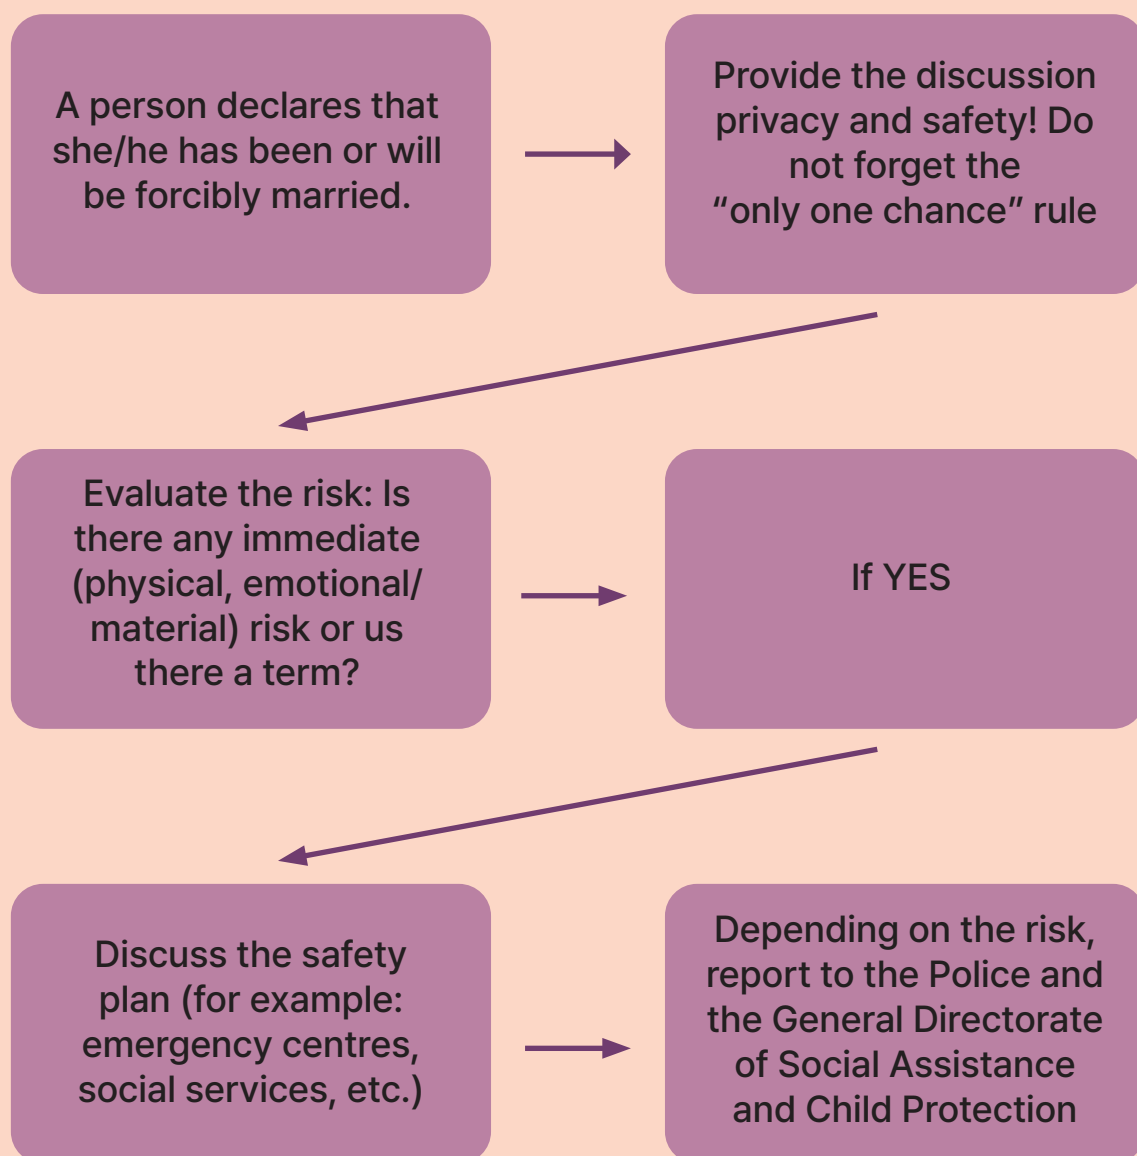 A person declares that
she/he has been or will
be forcibly married.
Provide the discussion
privacy and safety! Do
not forget the
“only one chance” rule
Evaluate the risk: Is
there any immediate
(physical, emotional/
material) risk or us
there a term?
If YES
Discuss the safety
plan (for example:
emergency centres,
social services, etc.)
Depending on the risk,
report to the Police and
the General Directorate
of Social Assistance
and Child Protection